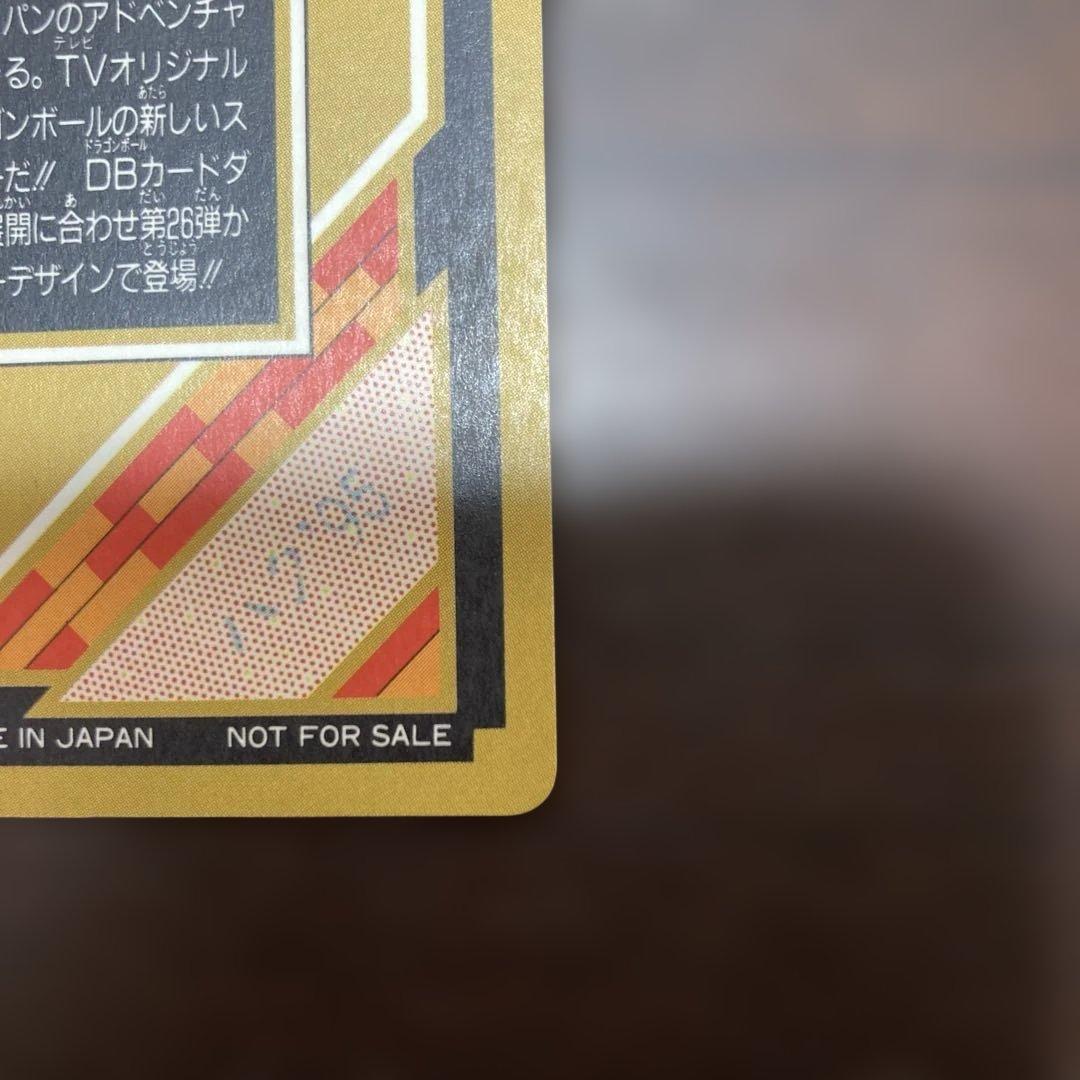 パンのアドベンチャ
る。TVオリジナル
ゴンボールの新しいス
だ!! DBカードダ
展開に合わせ第26弾か
ーデザインで登場!!
IN JAPAN NOT FOR SALE